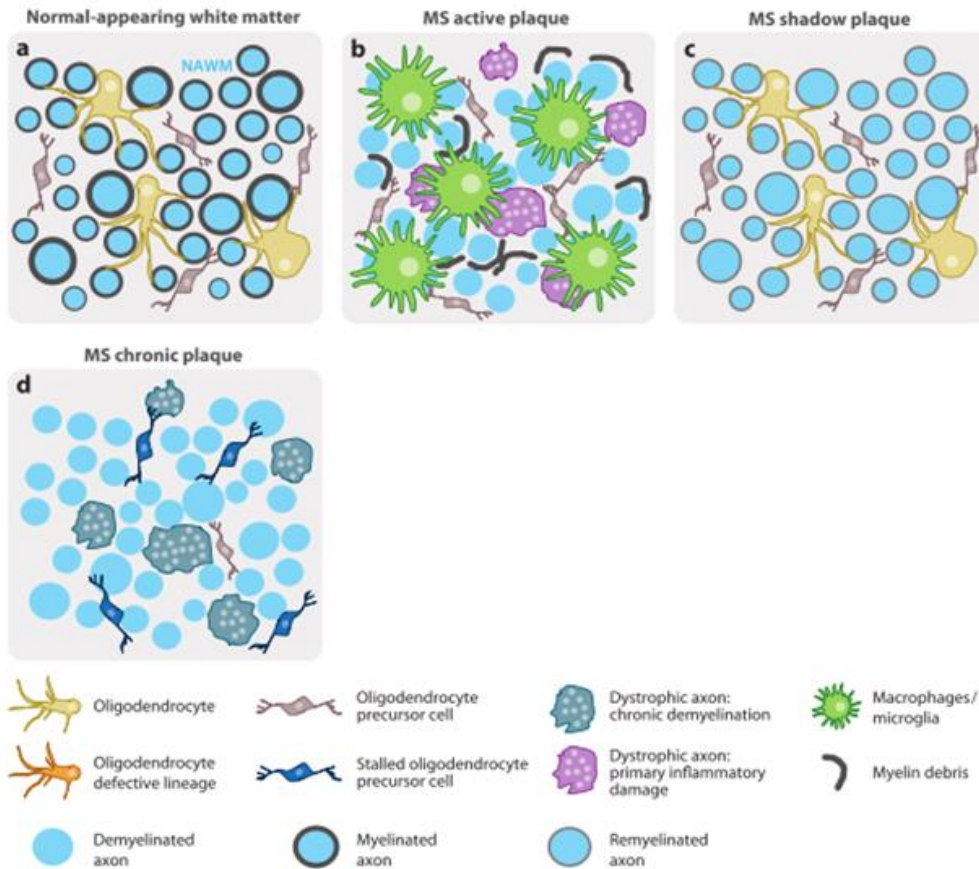 Normal-appearing white matter
MS active plaque
MS shadow plaque
a
NAWM
b
c
MS chronic plaque
d
Oligodendrocyte
Oligodendrocyte
precursor cell
Dystrophic axon:
chronic demyelination
Macrophages/
microglia
Oligodendrocyte
defective lineage
Stalled oligodendrocyte
precursor cell
Dystrophic axon:
primary inflammatory
damage
Myelin debris
Demyelinated
axon
Myelinated
axon
Remyelinated
axon